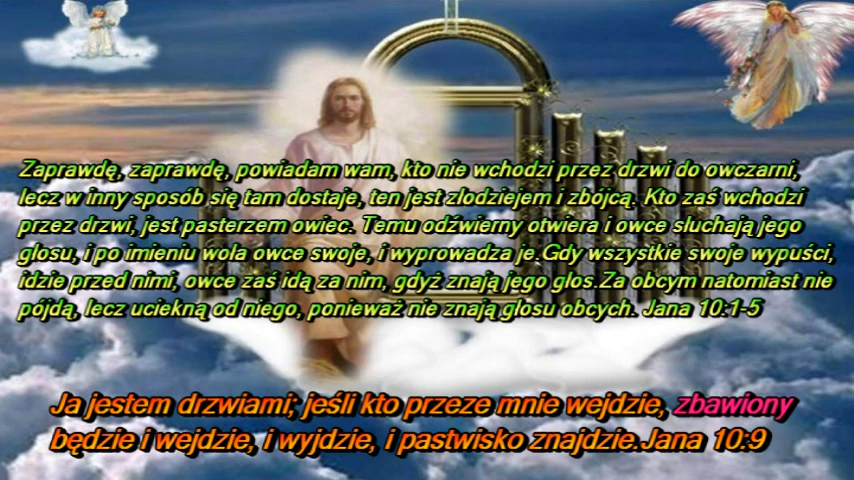 Zaprawdę, zaprawdę, powiadam wam, kto nie wchodzi przez drzwi do owczarni,
lecz w inny sposób się tam dostaje, ten jest złodziejem i zbójcą. Kto zaś wchodzi
przez drzwi, jest pasterzem owiec. Temu odźwierny otwiera i owce słuchają jego
głosu, i po imieniu woła owce swoje, i wyprowadza je.Gdy wszystkie swoje wypuści,
idzie przed nimi, owce zaś idą za nim, gdyż znają jego głos.Za obcym natomiast nie
pójdą, lecz uciekną od niego, ponieważ nie znają głosu obcych. Jana 10:1-5
Ja jestem drzwiami; jeśli kto przeze mnie wejdzie, zbawiony
będzie i wejdzie, i wyjdzie, i pastwisko znajdzie.Jana 10:9